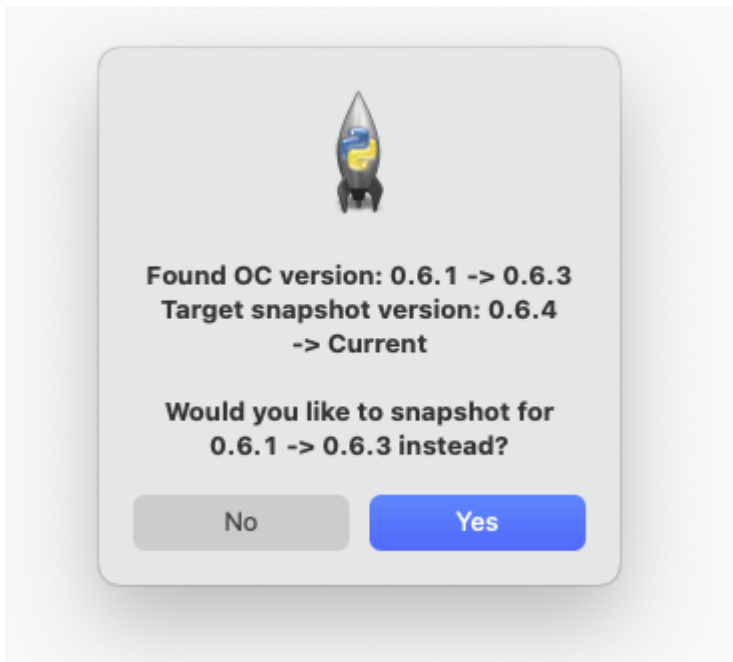 Found OC version: 0.6.1 -> 0.6.3
Target snapshot version: 0.6.4
-> Current
Would you like to snapshot for
0.6.1 -> 0.6.3 instead?
No
Yes